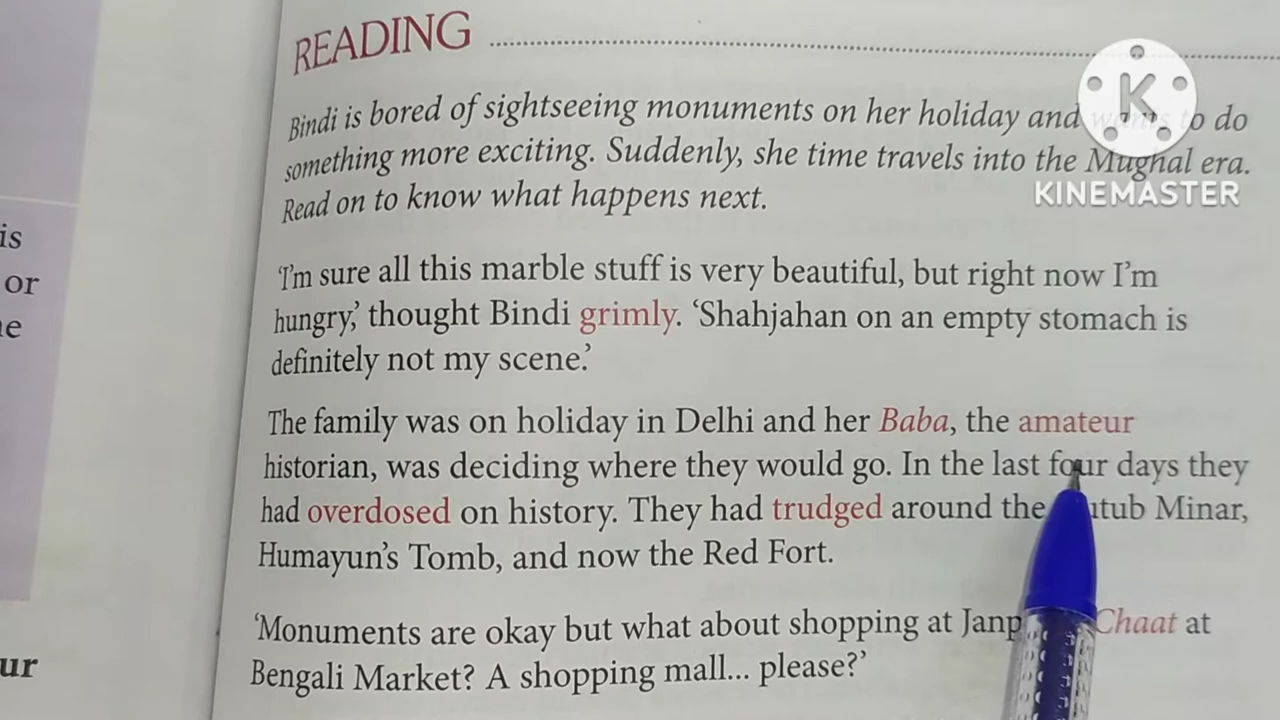 READING
Bindi is bored of sightseeing monuments on her holiday and wants to do
something more exciting. Suddenly, she time travels into the Mughal era.
Read on to know what happens next.
KINEMASTER
'I'm sure all this marble stuff is very beautiful, but right now I'm
hungry,' thought Bindi grimly. 'Shahjahan on an empty stomach is
definitely not my scene.'
The family was on holiday in Delhi and her Baba, the amateur
historian, was deciding where they would go. In the last four days they
had overdosed on history. They had trudged around the Minar,
Humayun's Tomb, and now the Red Fort.
'Monuments are okay but what about shopping at Chaat at
Bengali Market? A shopping mall... please?'
is
or
ur